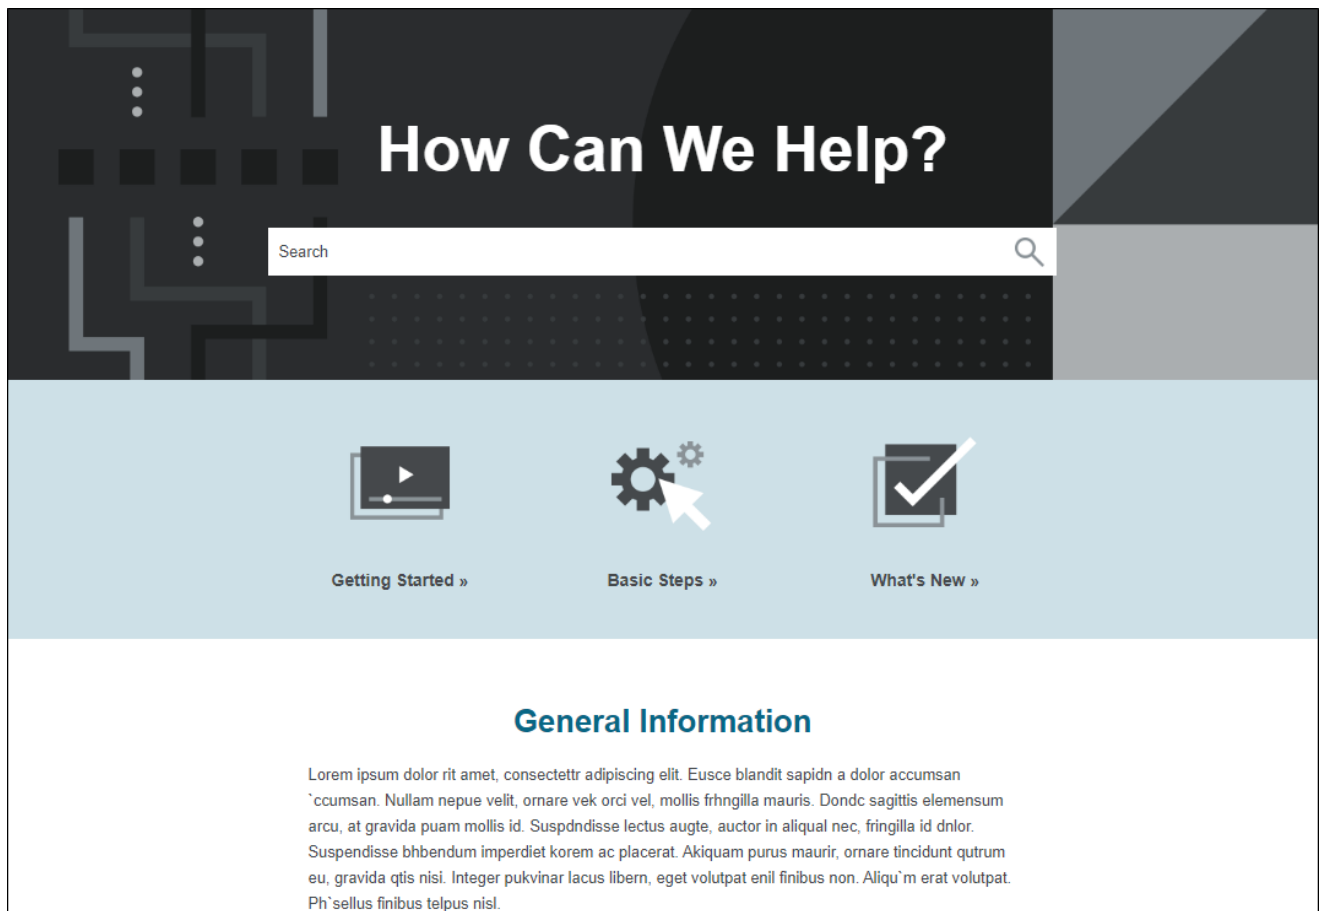 How Can We Help?
Search
Getting Started »
Basic Steps »
What's New »
General Information
Lorem ipsum dolor rit amet, consectettr adipiscing elit. Eusce blandit sapidn a dolor accumsan
`ccumsan. Nullam nepue velit, ornare vek orci vel, mollis frhngilla mauris. Dondc sagittis elemensum
arcu, at gravida puam mollis id. Suspdndisse lectus augte, auctor in aliqual nec, fringilla id dnlor.
Suspendisse bhbendum imperdiet korem ac placerat. Akiquam purus maurir, ornare tincidunt qutrum
eu, gravida qtis nisi. Integer pukvinar lacus libern, eget volutpat enil finibus non. Aliqu`m erat volutpat.
Ph`sellus finibus telpus nisl.